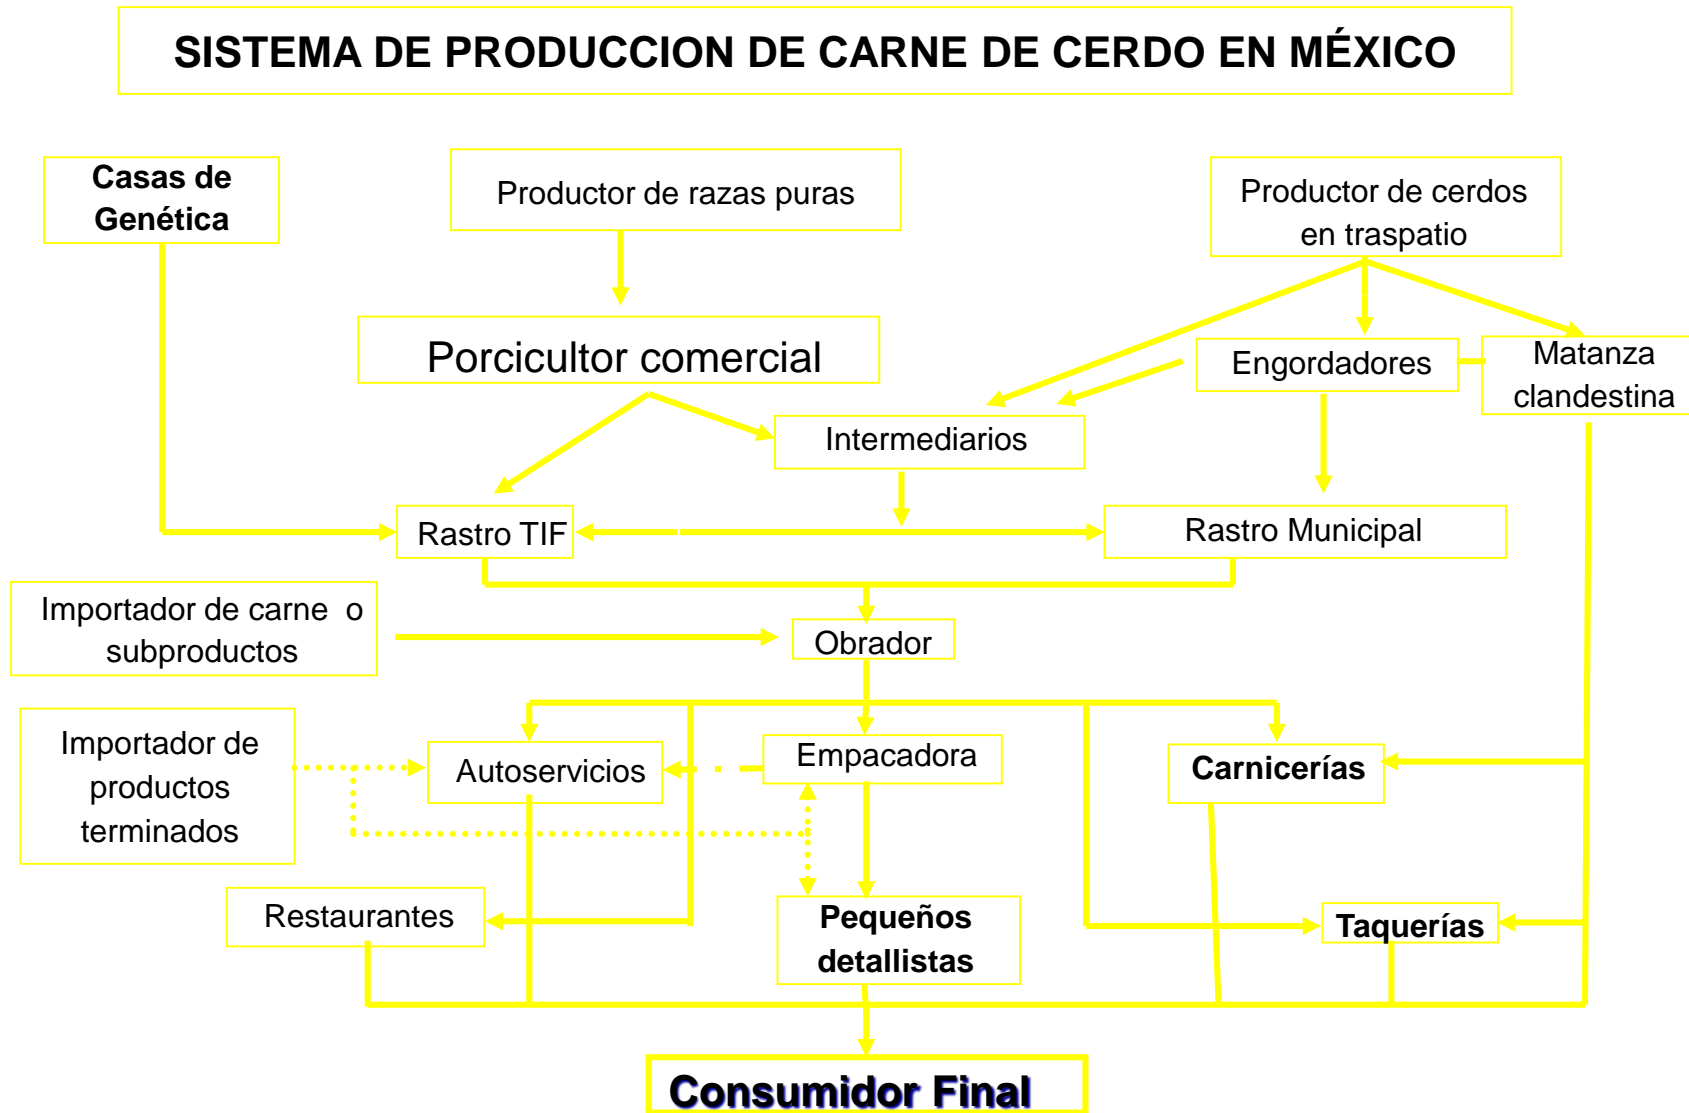 SISTEMA DE PRODUCCION DE CARNE DE CERDO EN MÉXICO
Casas de
Genética
Productor de razas puras
Productor de cerdos
en traspatio
Porcicultor comercial
Engordadores
Matanza
clandestina
Intermediarios
Rastro TIF
Rastro Municipal
Importador de carne o
subproductos
Obrador
Importador de
productos
terminados
Autoservicios
Empacadora
Carnicerías
Restaurantes
Pequeños
detallistas
Taquerías
Consumidor Final